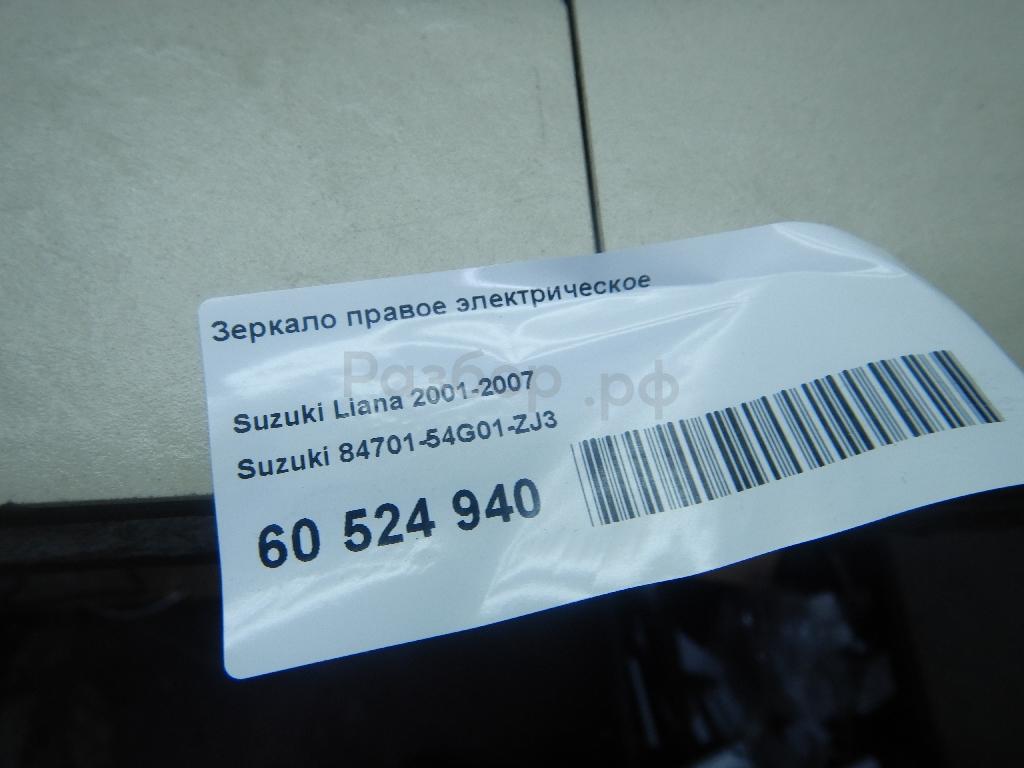 Зеркало правое электрическое
Разбор.рф
Suzuki Liana 2001-2007
Suzuki 84701-54G01-ZJ3
60 524 940